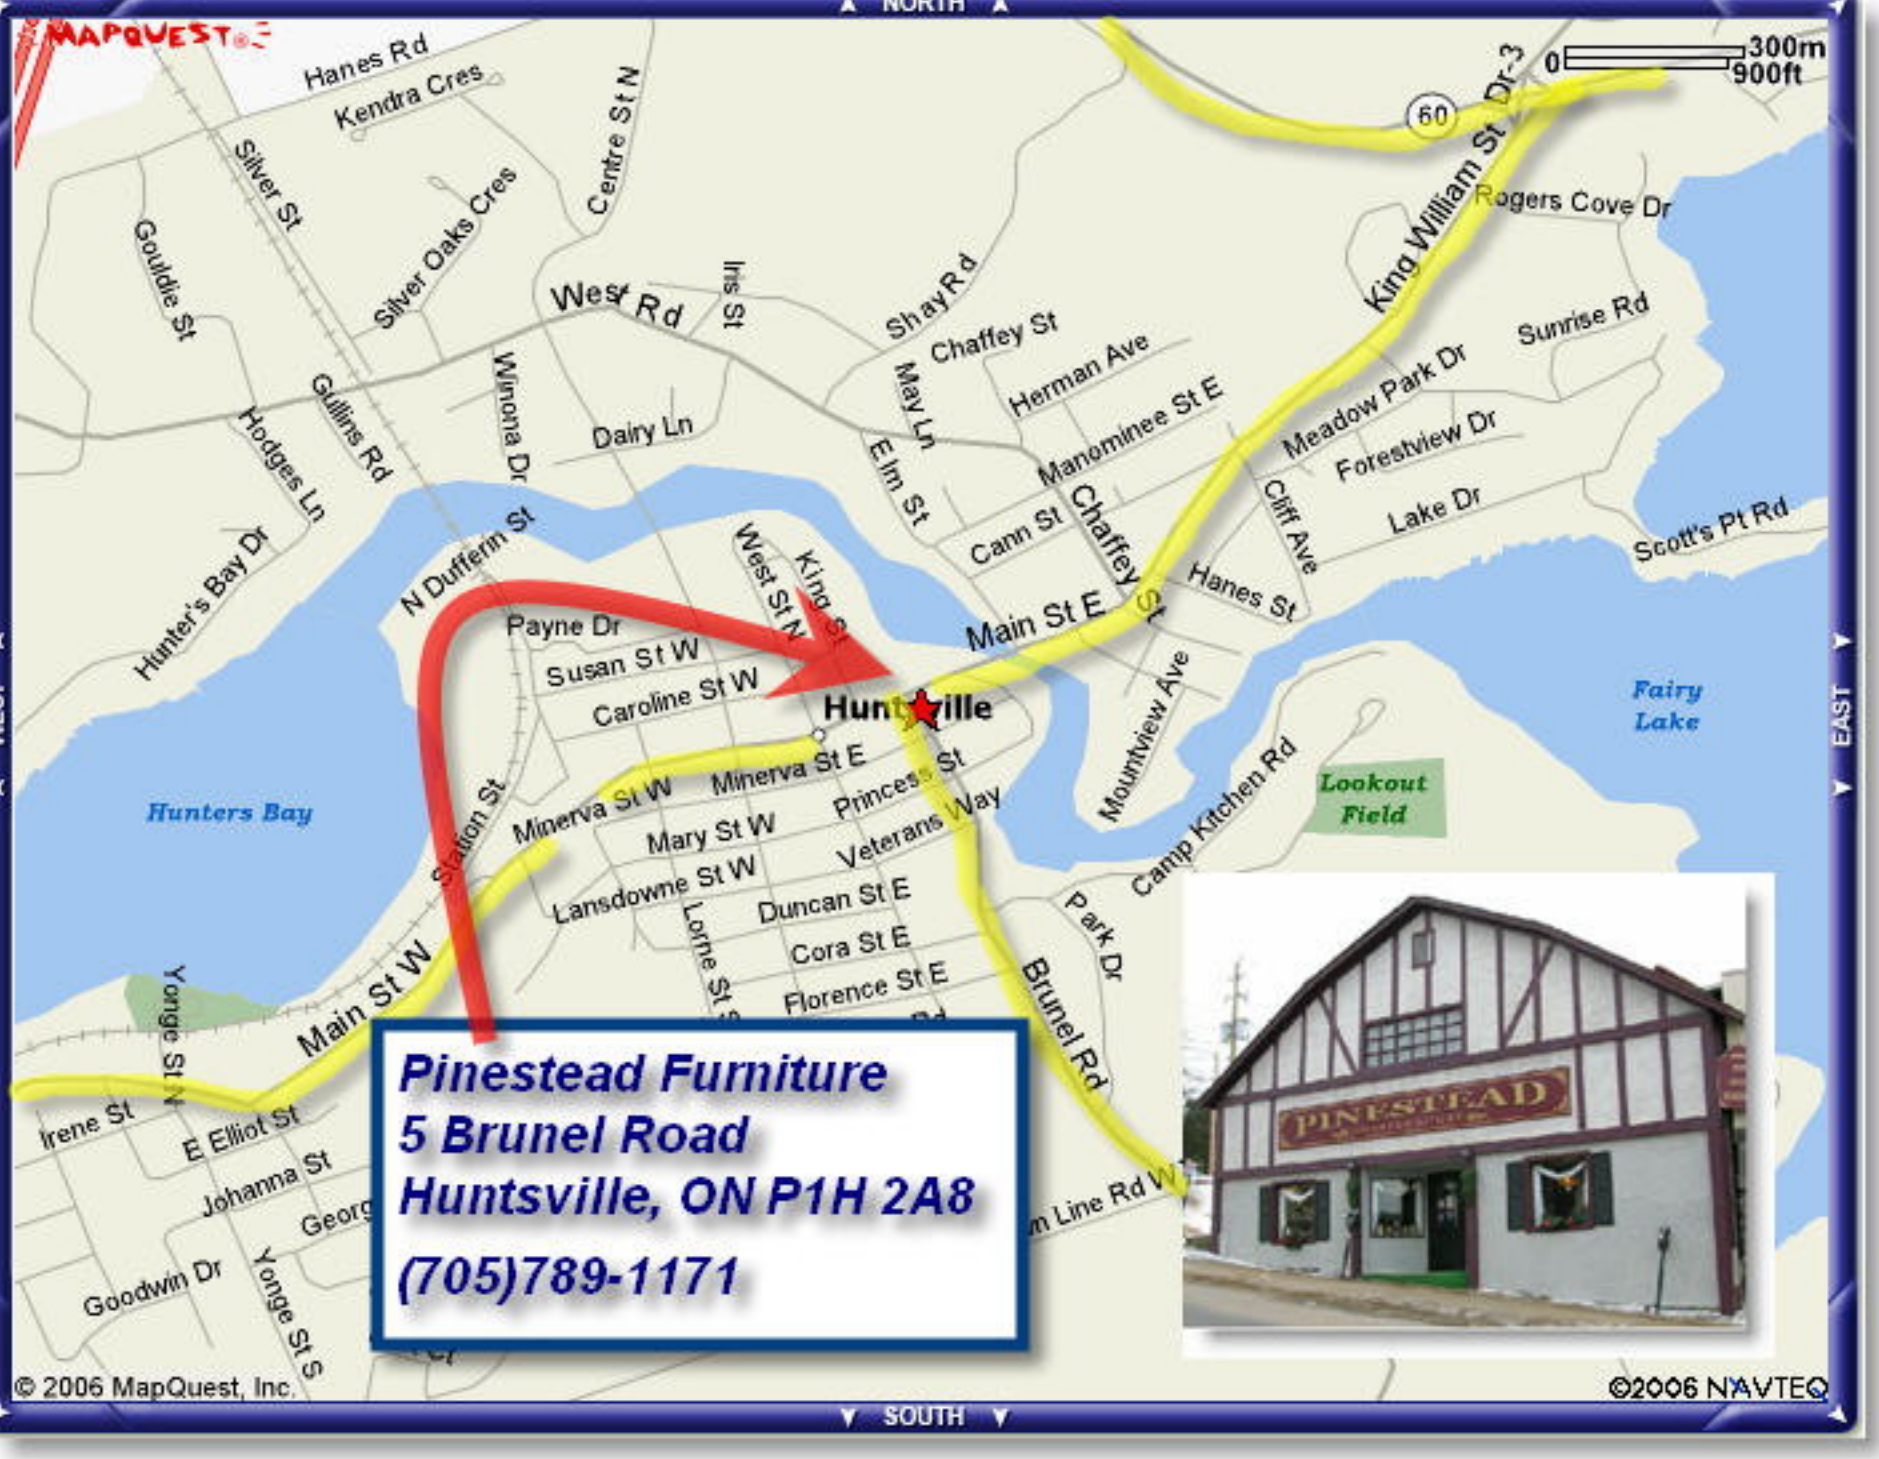 NORTH
MAPQUEST
Hanes Rd
Kendra Cres
Centre St N
Dr-3
0 300m
900ft
60
Silver St
Silver Oaks Cres
Gouldie St
King William St
Rogers Cove Dr
West Rd
Iris St
Shay Rd
Chaffey St
Sunrise Rd
Herman Ave
May Ln
Meadow Park Dr
Manominee St E
Gullins Rd
Winona Dr
Dairy Ln
Hodges Ln
Forestview Dr
E Elm St
Cann St
Chaffey St
Cliff Ave
Lake Dr
Scott's Pt Rd
Hunter's Bay Dr
N Dufferin St
West St N
King St
Hanes St
Main St E
Payne Dr
Susan St W
Caroline St W
Huntsville
Mountview Ave
Fairy
Lake
EAST
Minerva St E
Minerva St W
Princess St
Camp Kitchen Rd
Lookout
Field
Hunters Bay
Station St
Mary St W
Veterans Way
Lansdowne St W
Duncan St E
Lorne St S
Cora St E
Park Dr
Florence St E
Brunel Rd
Rd
Main St W
Yonge St N
Irene St
E Elliot St
Johanna St
Georg
Goodwin Dr
Yonge St S
n Line Rd W
Pinestead Furniture
5 Brunel Road
Huntsville, ON P1H 2A8
(705)789-1171
PINESTEAD
© 2006 MapQuest, Inc.
©2006 NAVTEQ
SOUTH